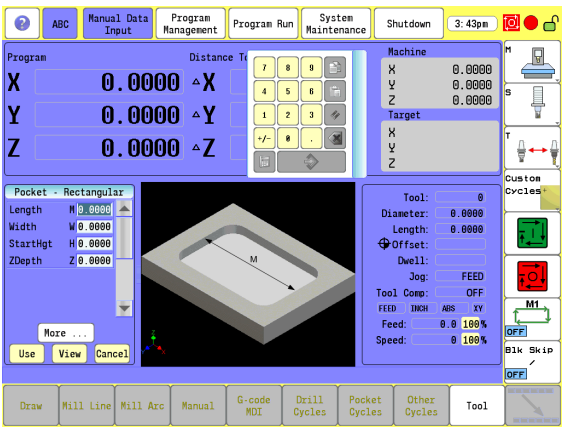 ?
ABC
Manual Data
Input
Program
Management
Program Run
System
Maintenance
Shutdown
3:43pm
Program
Distance To
X 0.0000 △X
Y 0.0000 △Y
Z 0.0000 △Z
7 8 9
4 5 6
1 2 3
+/- 0 .
Machine
X 0.0000
Y 0.0000
Z 0.0000
Target
X
Y
Z
M
S
T
Custom
Cycles
M1
OFF
Blk Skip
/
OFF
Pocket - Rectangular
Length M 0.0000
Width W 0.0000
StartHgt H 0.0000
ZDepth Z 0.0000
More ...
Use View Cancel
M
Tool: 0
Diameter: 0.0000
Length: 0.0000
Offset:
Dwell:
Jog: FEED
Tool Comp: OFF
FEED INCH ABS XY
Feed: 0.0 100%
Speed: 0 100%
Draw
Mill Line
Mill Arc
Manual
G-code
MDI
Drill
Cycles
Pocket
Cycles
Other
Cycles
Tool